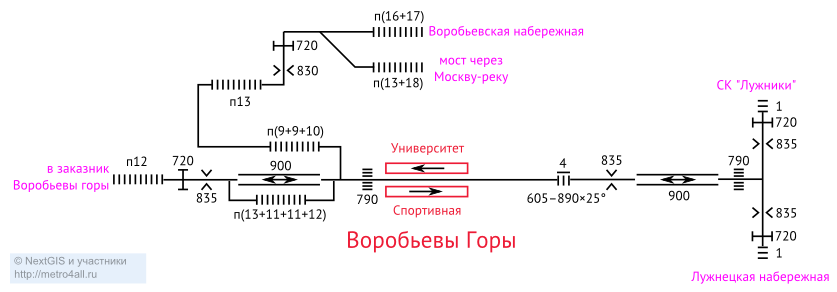 п(16+17)
Воробьевская набережная
720
830
мост через
Москву-реку
п(13+18)
п13
СК "Лужники"
1
720
835
п(9+9+10)
Университет
в заказник
Воробьевы горы
п12
720
835
900
790
п(13+11+11+12)
Спортивная
4
605–890×25°
835
900
790
835
720
1
Воробьевы Горы
Лужнецкая набережная
© NextGIS и участники
http://metro4all.ru